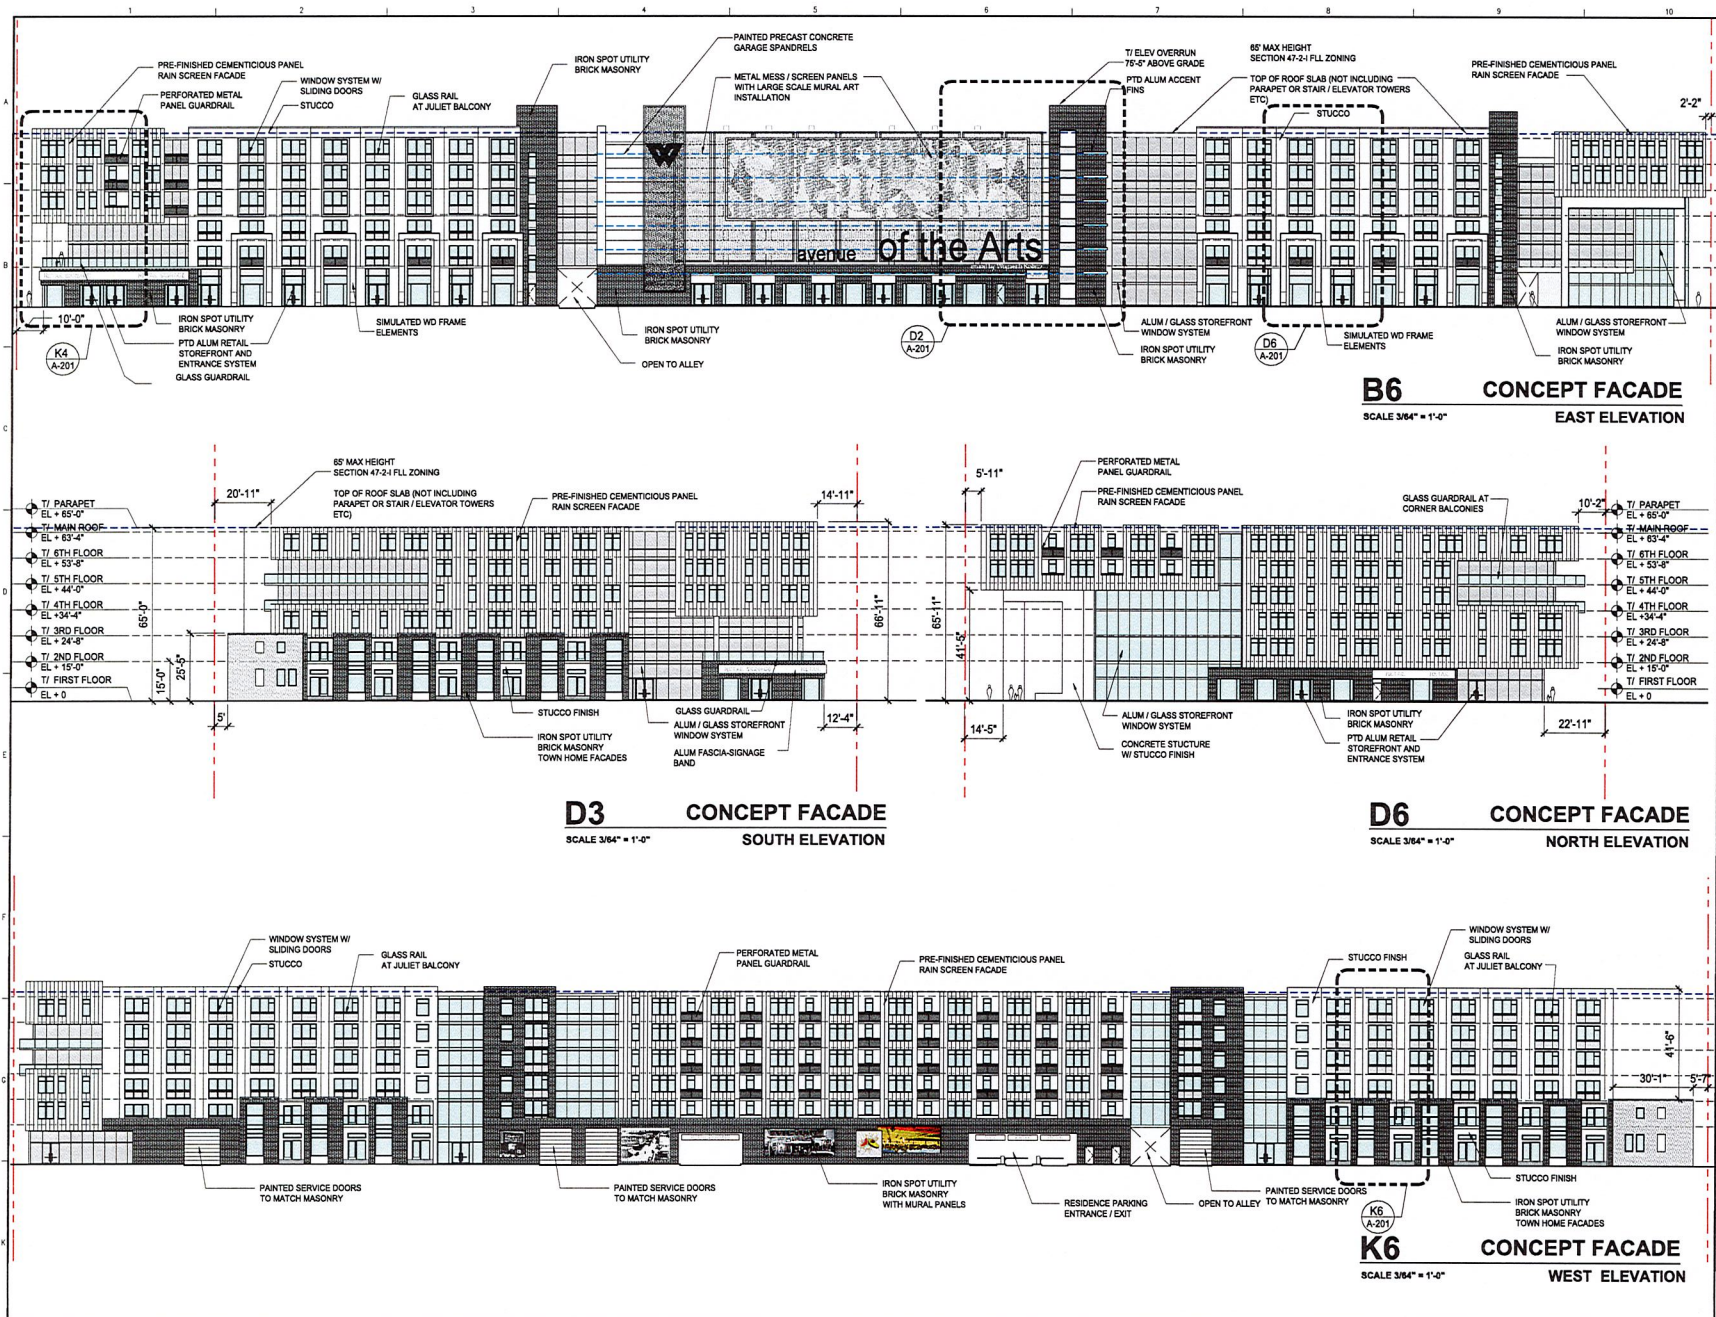 1 2 3 4 5 6 7 8 9 10
A
B
C
D
E
F
G
K
PRE-FINISHED CEMENTICIOUS PANEL
RAIN SCREEN FACADE
PERFORATED METAL
PANEL GUARDRAIL
WINDOW SYSTEM W/
SLIDING DOORS
STUCCO
GLASS RAIL
AT JULIET BALCONY
IRON SPOT UTILITY
BRICK MASONRY
PAINTED PRECAST CONCRETE
GARAGE SPANDRELS
METAL MESS / SCREEN PANELS
WITH LARGE SCALE MURAL ART
INSTALLATION
T/ ELEV OVERRUN
75'-5" ABOVE GRADE
PTD ALUM ACCENT
FINS
65' MAX HEIGHT
SECTION 47-2-I FLL ZONING
TOP OF ROOF SLAB (NOT INCLUDING
PARAPET OR STAIR / ELEVATOR TOWERS
ETC)
STUCCO
PRE-FINISHED CEMENTICIOUS PANEL
RAIN SCREEN FACADE
2'-2"
W
avenue of the Arts
10'-0"
K4
A-201
IRON SPOT UTILITY
BRICK MASONRY
PTD ALUM RETAIL
STOREFRONT AND
ENTRANCE SYSTEM
GLASS GUARDRAIL
SIMULATED WD FRAME
ELEMENTS
IRON SPOT UTILITY
BRICK MASONRY
OPEN TO ALLEY
D2
A-201
ALUM / GLASS STOREFRONT
WINDOW SYSTEM
IRON SPOT UTILITY
BRICK MASONRY
D6
A-201
SIMULATED WD FRAME
ELEMENTS
ALUM / GLASS STOREFRONT
WINDOW SYSTEM
IRON SPOT UTILITY
BRICK MASONRY
B6 CONCEPT FACADE
SCALE 3/64" = 1'-0" EAST ELEVATION
65' MAX HEIGHT
SECTION 47-2-I FLL ZONING
TOP OF ROOF SLAB (NOT INCLUDING
PARAPET OR STAIR / ELEVATOR TOWERS
ETC)
20'-11"
PRE-FINISHED CEMENTICIOUS PANEL
RAIN SCREEN FACADE
14'-11"
T/ PARAPET
EL + 65'-0"
T/ MAIN ROOF
EL + 63'-4"
T/ 6TH FLOOR
EL + 53'-8"
T/ 5TH FLOOR
EL + 44'-0"
T/ 4TH FLOOR
EL +34'-4"
T/ 3RD FLOOR
EL + 24'-8"
T/ 2ND FLOOR
EL + 15'-0"
T/ FIRST FLOOR
EL + 0
65'-0"
15'-0"
25'-5"
66'-11"
5'
12'-4"
STUCCO FINISH
IRON SPOT UTILITY
BRICK MASONRY
TOWN HOME FACADES
GLASS GUARDRAIL
ALUM / GLASS STOREFRONT
WINDOW SYSTEM
ALUM FASCIA-SIGNAGE
BAND
D3 CONCEPT FACADE
SCALE 3/64" = 1'-0" SOUTH ELEVATION
5'-11"
PERFORATED METAL
PANEL GUARDRAIL
PRE-FINISHED CEMENTICIOUS PANEL
RAIN SCREEN FACADE
GLASS GUARDRAIL AT
CORNER BALCONIES
10'-2"
T/ PARAPET
EL + 65'-0"
T/ MAIN ROOF
EL + 63'-4"
T/ 6TH FLOOR
EL + 53'-8"
T/ 5TH FLOOR
EL + 44'-0"
T/ 4TH FLOOR
EL +34'-4"
T/ 3RD FLOOR
EL + 24'-8"
T/ 2ND FLOOR
EL + 15'-0"
T/ FIRST FLOOR
EL + 0
65'-11"
41'-5"
14'-5"
22'-11"
ALUM / GLASS STOREFRONT
WINDOW SYSTEM
CONCRETE STUCTURE
W/ STUCCO FINISH
IRON SPOT UTILITY
BRICK MASONRY
PTD ALUM RETAIL
STOREFRONT AND
ENTRANCE SYSTEM
D6 CONCEPT FACADE
SCALE 3/64" = 1'-0" NORTH ELEVATION
WINDOW SYSTEM W/
SLIDING DOORS
STUCCO
GLASS RAIL
AT JULIET BALCONY
PERFORATED METAL
PANEL GUARDRAIL
PRE-FINISHED CEMENTICIOUS PANEL
RAIN SCREEN FACADE
STUCCO FINSH
WINDOW SYSTEM W/
SLIDING DOORS
GLASS RAIL
AT JULIET BALCONY
41'-6"
30'-1"
5'-7"
PAINTED SERVICE DOORS
TO MATCH MASONRY
PAINTED SERVICE DOORS
TO MATCH MASONRY
IRON SPOT UTILITY
BRICK MASONRY
WITH MURAL PANELS
RESIDENCE PARKING
ENTRANCE / EXIT
OPEN TO ALLEY
PAINTED SERVICE DOORS
TO MATCH MASONRY
K6
A-201
STUCCO FINISH
IRON SPOT UTILITY
BRICK MASONRY
TOWN HOME FACADES
K6 CONCEPT FACADE
SCALE 3/64" = 1'-0" WEST ELEVATION